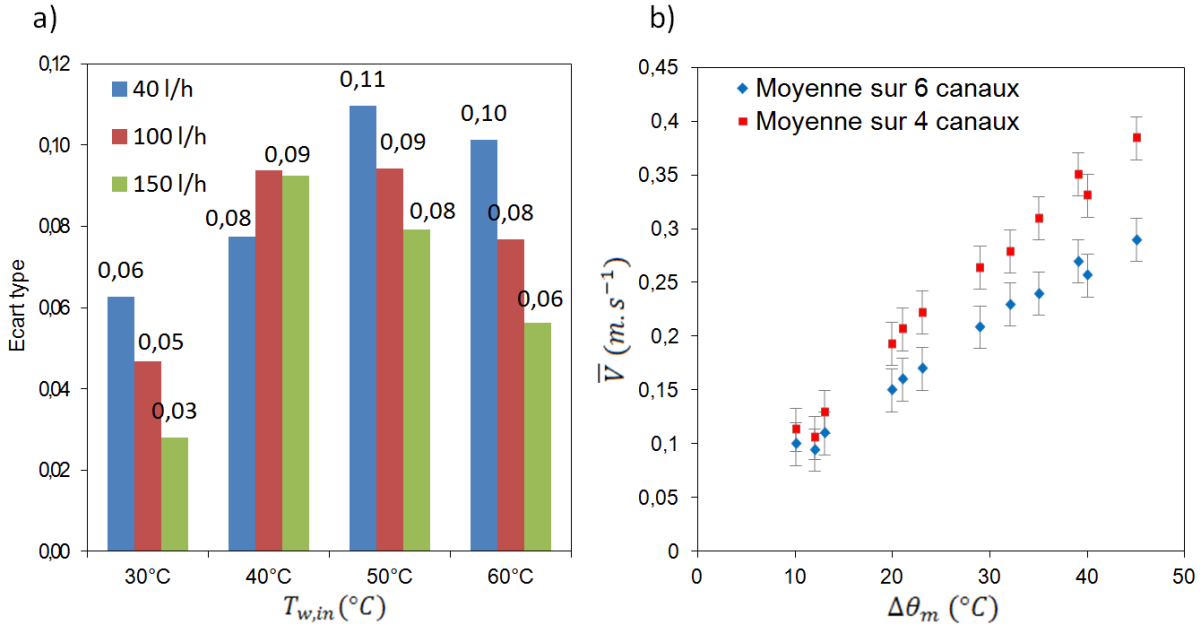 a)
Ecart type
0,12
0,10
0,08
0,06
0,04
0,02
0,00
40 l/h
100 l/h
150 l/h
0,06
0,05
0,03
0,08
0,09
0,11
0,09
0,08
0,10
0,08
0,06
30°C
40°C
50°C
60°C
T_{w,in} (°C)
b)
V̅ (m.s⁻¹)
0,45
0,4
0,35
0,3
0,25
0,2
0,15
0,1
0,05
0
Moyenne sur 6 canaux
Moyenne sur 4 canaux
0
10
20
30
40
50
Δθ_m (°C)